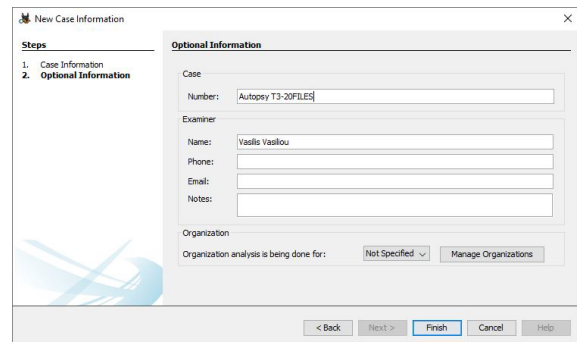 New Case Information
Steps
1. Case Information
2. Optional Information
Optional Information
Case
Number: Autopsy T3-20FILES
Examiner
Name: Vasilis Vasiliou
Phone:
Email:
Notes:
Organization
Organization analysis is being done for: Not Specified Manage Organizations
< Back Next > Finish Cancel Help